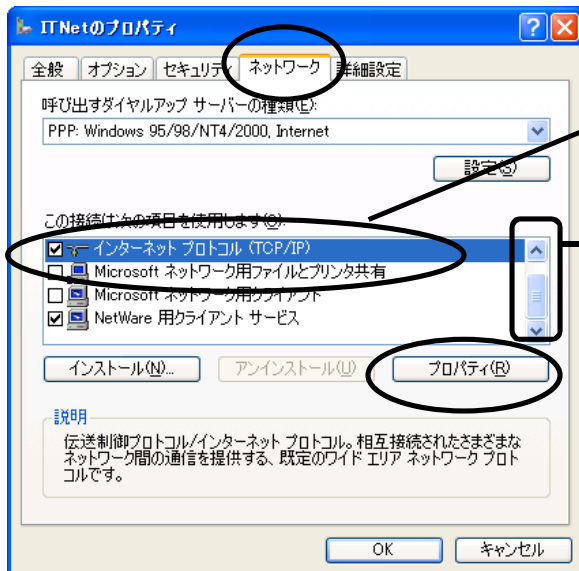 ITNetのプロパティ
全般 オプション セキュリティ ネットワーク 詳細設定
呼び出すダイヤルアップ サーバーの種類(E):
PPP: Windows 95/98/NT4/2000, Internet
設定(S)
この接続は次の項目を使用します(O):
インターネット プロトコル (TCP/IP)
Microsoft ネットワーク用ファイルとプリンタ共有
Microsoft ネットワーク用クライアント
NetWare 用クライアント サービス
インストール(N)... アンインストール(U) プロパティ(R)
説明
伝送制御プロトコル/インターネット プロトコル。相互接続されたさまざまな
ネットワーク間の通信を提供する、既定のワイド エリア ネットワーク プロト
コルです。
OK キャンセル